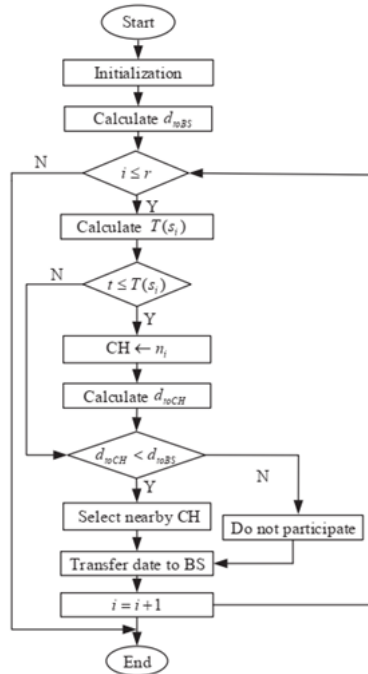 Start
Initialization
Calculate d_toBS
N
i ≤ r
Y
Calculate T(s_i)
N
t ≤ T(s_i)
Y
CH ← n_i
Calculate d_toCH
d_toCH < d_toBS
N
Y
Select nearby CH
Do not participate
Transfer date to BS
i = i+1
End